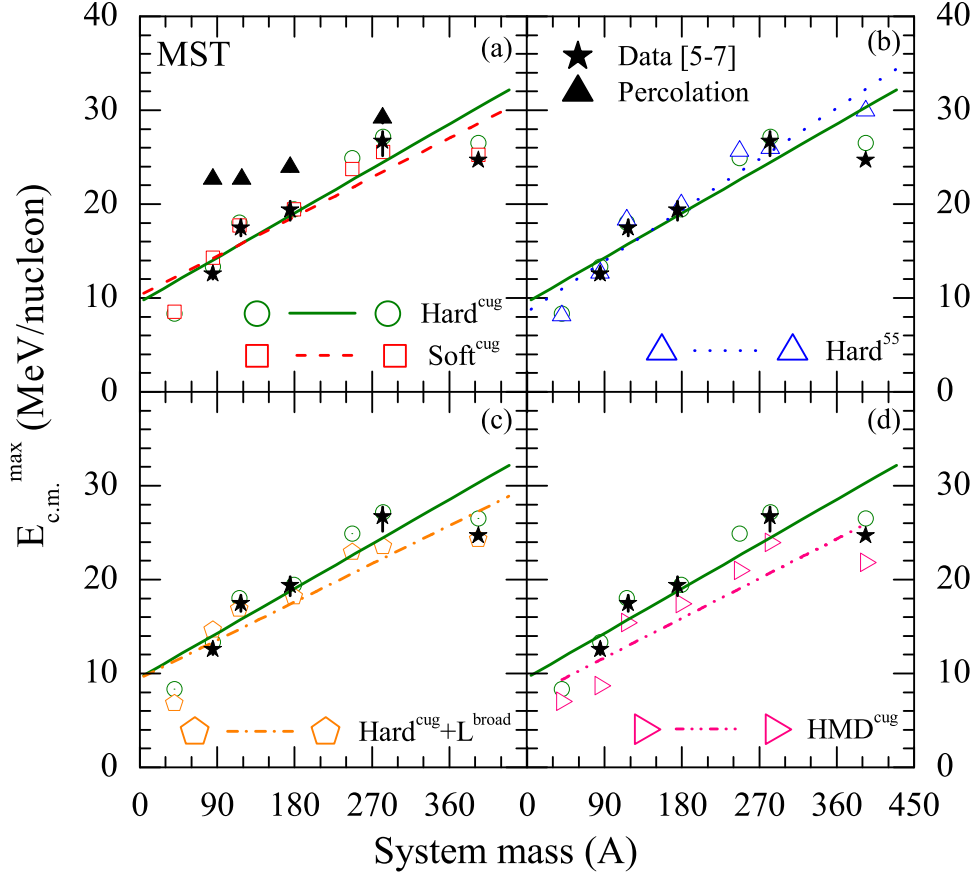 40 40
MST (a) (b)
Data [5-7]
Percolation
30 30
20 20
10 10
Hard^cug
Soft^cug
Hard^55
0 0
(c) (d)
30 30
20 20
10 10
Hard^cug+L^broad
HMD^cug
0 0
0 90 180 270 360 0 90 180 270 360 450
System mass (A)
E_c.m.^max (MeV/nucleon)